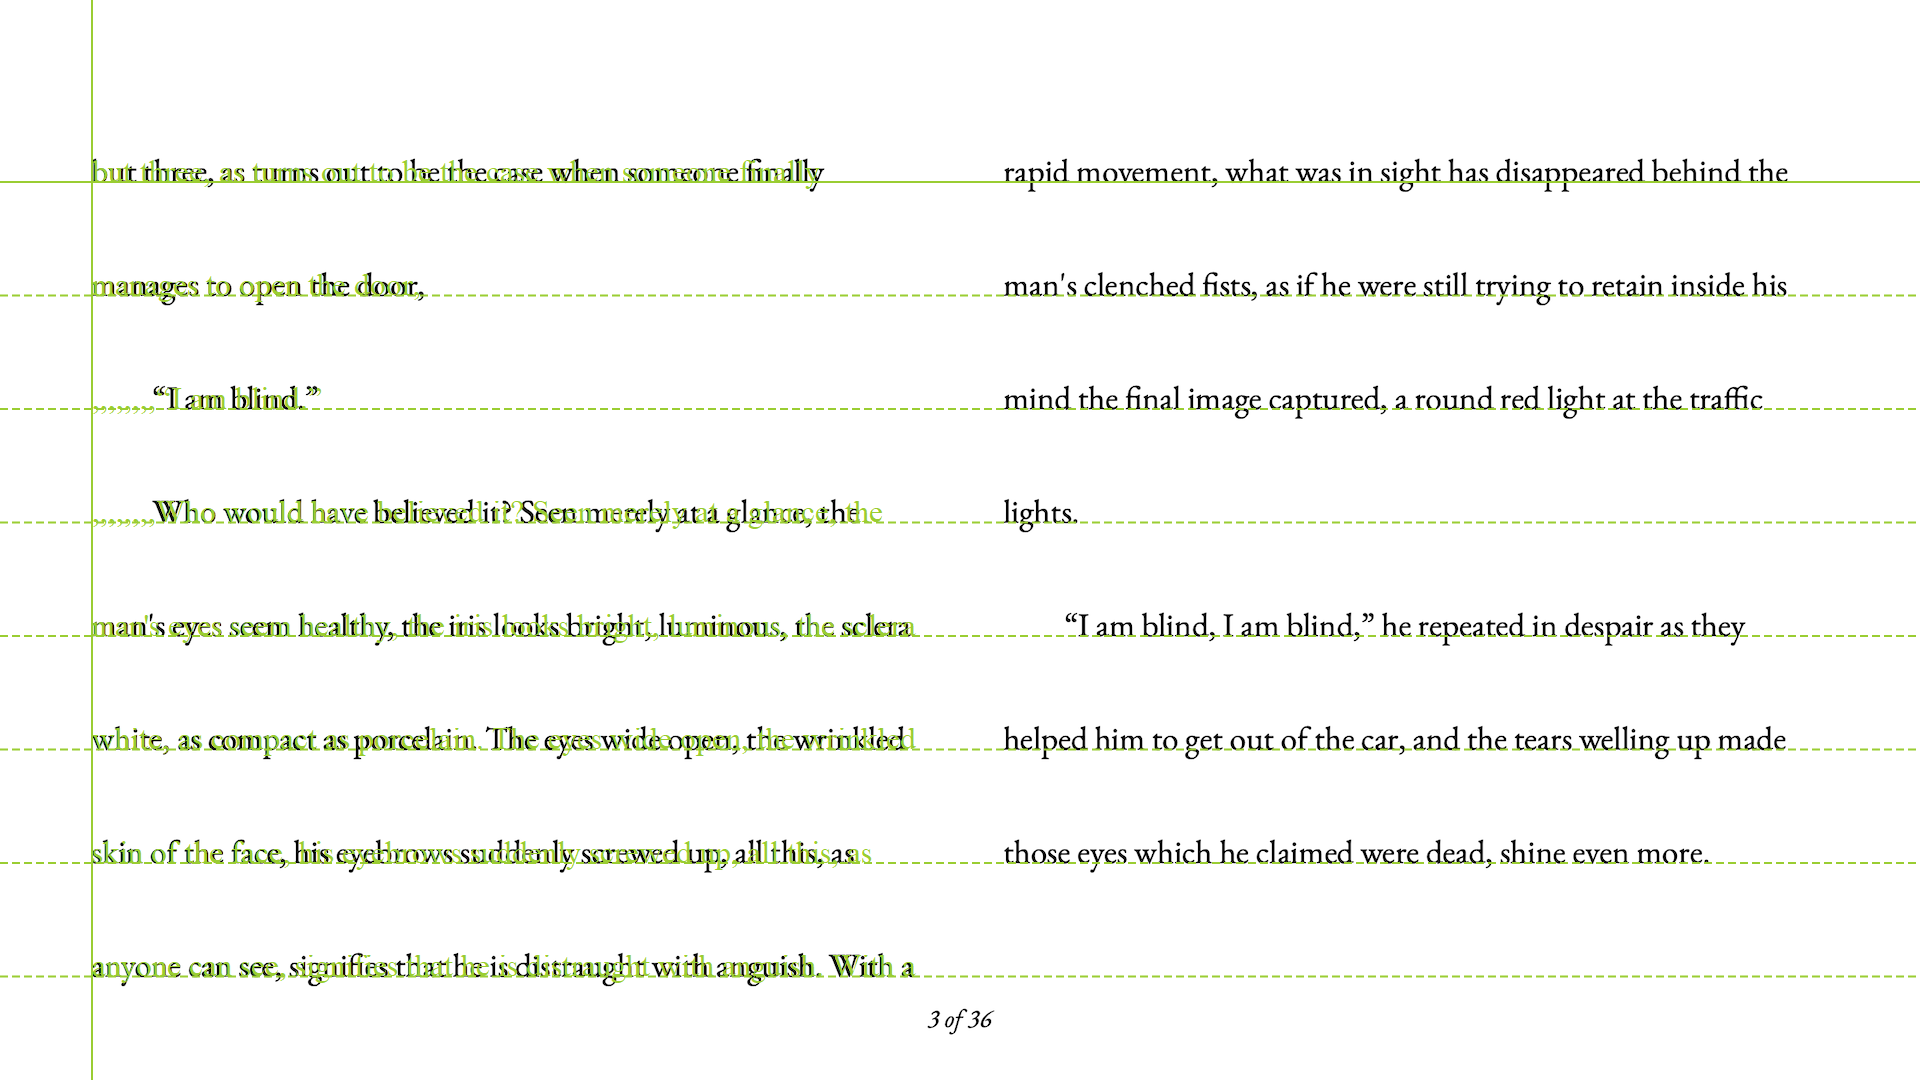 but three, as turns out to be the case when someone finally
manages to open the door,
“I am blind.”
Who would have believed it? Seen merely at a glance, the
man's eyes seem healthy, the iris looks bright, luminous, the sclera
white, as compact as porcelain. The eyes wide open, the wrinkled
skin of the face, his eyebrows suddenly screwed up, all this, as
anyone can see, signifies that he is distraught with anguish. With a
rapid movement, what was in sight has disappeared behind the
man's clenched fists, as if he were still trying to retain inside his
mind the final image captured, a round red light at the traffic
lights.
“I am blind, I am blind,” he repeated in despair as they
helped him to get out of the car, and the tears welling up made
those eyes which he claimed were dead, shine even more.
3 of 36